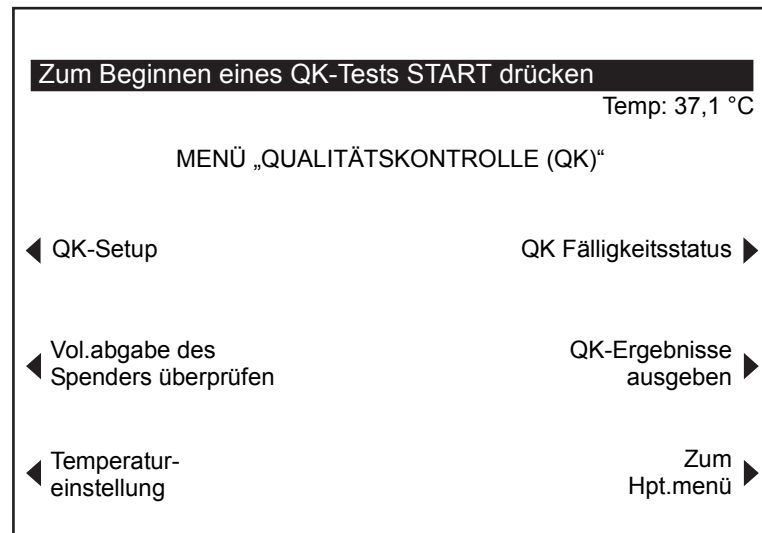 Zum Beginnen eines QK-Tests START drücken
Temp: 37,1 °C
MENÜ „QUALITÄTSKONTROLLE (QK)“
QK-Setup
QK Fälligkeitsstatus
Vol.abgabe des
Spenders überprüfen
QK-Ergebnisse
ausgeben
Temperatur-
einstellung
Zum
Hpt.menü